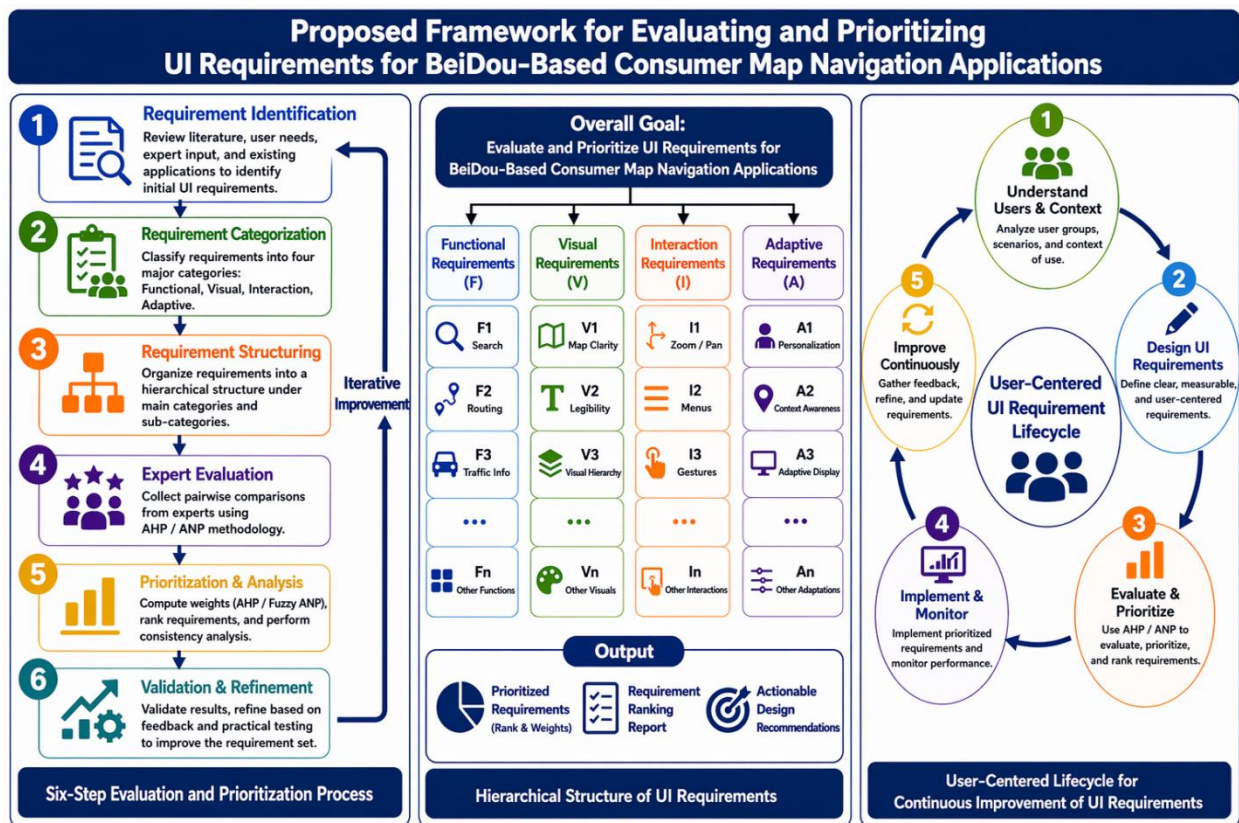 Proposed Framework for Evaluating and Prioritizing
UI Requirements for BeiDou-Based Consumer Map Navigation Applications
1
Requirement Identification
Review literature, user needs,
expert input, and existing
applications to identify
initial UI requirements.
2
Requirement Categorization
Classify requirements into four
major categories:
Functional, Visual, Interaction,
Adaptive.
3
Requirement Structuring
Organize requirements into a
hierarchical structure under
main categories and
sub-categories.
4
Expert Evaluation
Collect pairwise comparisons
from experts using
AHP / ANP methodology.
5
Prioritization & Analysis
Compute weights (AHP / Fuzzy ANP),
rank requirements, and perform
consistency analysis.
6
Validation & Refinement
Validate results, refine based on
feedback and practical testing
to improve the requirement set.
Iterative
Improvement
Six-Step Evaluation and Prioritization Process
Overall Goal:
Evaluate and Prioritize UI Requirements for
BeiDou-Based Consumer Map Navigation Applications
Functional
Requirements
(F)
Visual
Requirements
(V)
Interaction
Requirements
(I)
Adaptive
Requirements
(A)
F1
Search
V1
Map Clarity
I1
Zoom / Pan
A1
Personalization
F2
Routing
T
V2
Legibility
I2
Menus
A2
Context Awareness
F3
Traffic Info
V3
Visual Hierarchy
I3
Gestures
A3
Adaptive Display
... ... ... ...
Fn
Other Functions
Vn
Other Visuals
In
Other Interactions
An
Other Adaptations
Output
Prioritized
Requirements
(Rank & Weights)
Requirement
Ranking
Report
Actionable
Design
Recommendations
Hierarchical Structure of UI Requirements
1
Understand
Users & Context
Analyze user groups,
scenarios, and context
of use.
2
Design UI
Requirements
Define clear, measurable,
and user-centered
requirements.
3
Evaluate &
Prioritize
Use AHP / ANP to
evaluate, prioritize,
and rank requirements.
4
Implement &
Monitor
Implement prioritized
requirements and
monitor performance.
5
Improve
Continuously
Gather feedback,
refine, and update
requirements.
User-Centered
UI Requirement
Lifecycle
User-Centered Lifecycle for
Continuous Improvement of UI Requirements